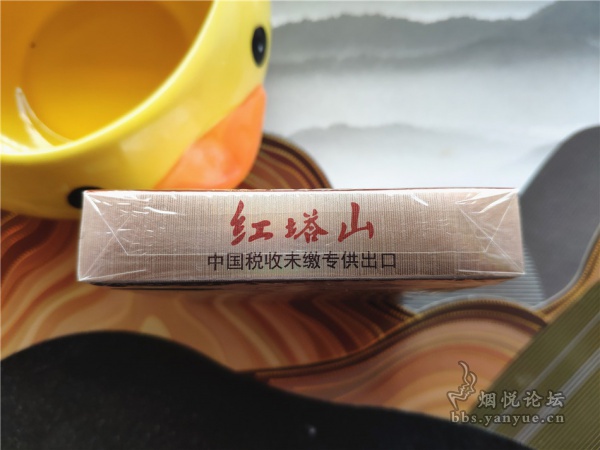 红塔山
中国税收未缴专供出口
烟悦论坛
bbs.yanyue.cn